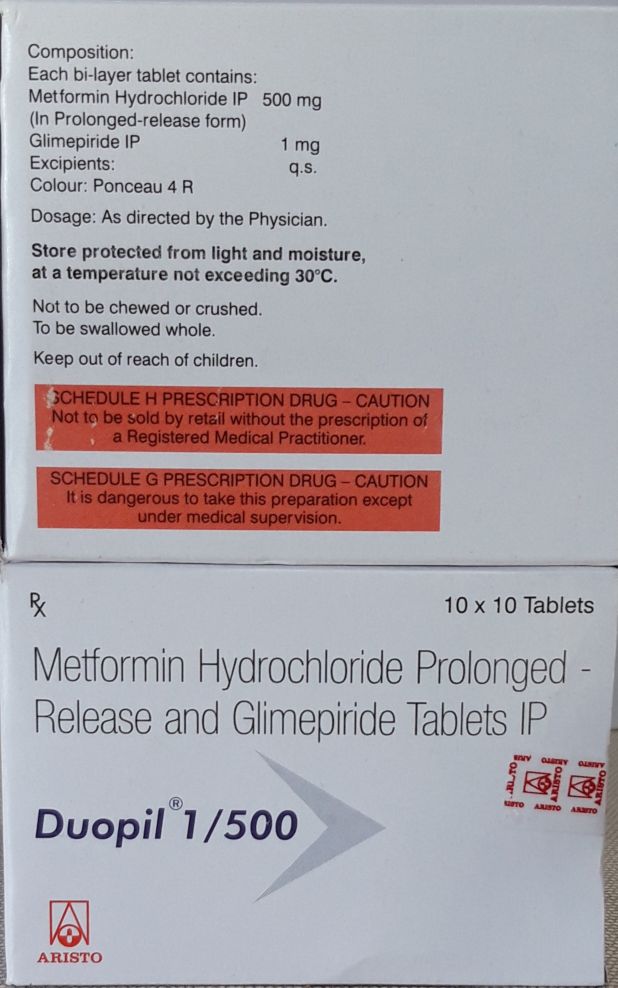 Composition:
Each bi-layer tablet contains:
Metformin Hydrochloride IP 500 mg
(In Prolonged-release form)
Glimepiride IP 1 mg
Excipients: q.s.
Colour: Ponceau 4 R
Dosage: As directed by the Physician.
Store protected from light and moisture,
at a temperature not exceeding 30°C.
Not to be chewed or crushed.
To be swallowed whole.
Keep out of reach of children.
SCHEDULE H PRESCRIPTION DRUG – CAUTION
Not to be sold by retail without the prescription of
a Registered Medical Practitioner.
SCHEDULE G PRESCRIPTION DRUG – CAUTION
It is dangerous to take this preparation except
under medical supervision.
Rx
10 x 10 Tablets
Metformin Hydrochloride Prolonged -
Release and Glimepiride Tablets IP
Duopil® 1/500
ARISTO
ARISTO
ARISTO
ARISTO
ARISTO